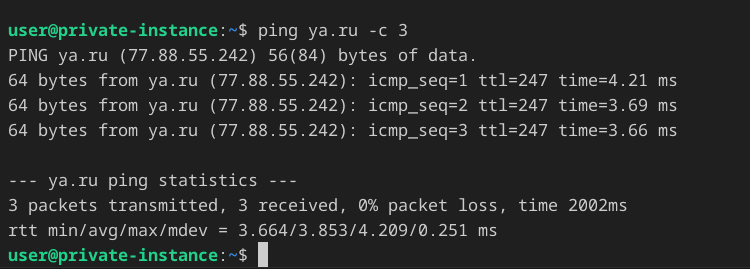 user@private-instance:~$ ping ya.ru -c 3
PING ya.ru (77.88.55.242) 56(84) bytes of data.
64 bytes from ya.ru (77.88.55.242): icmp_seq=1 ttl=247 time=4.21 ms
64 bytes from ya.ru (77.88.55.242): icmp_seq=2 ttl=247 time=3.69 ms
64 bytes from ya.ru (77.88.55.242): icmp_seq=3 ttl=247 time=3.66 ms

--- ya.ru ping statistics ---
3 packets transmitted, 3 received, 0% packet loss, time 2002ms
rtt min/avg/max/mdev = 3.664/3.853/4.209/0.251 ms
user@private-instance:~$